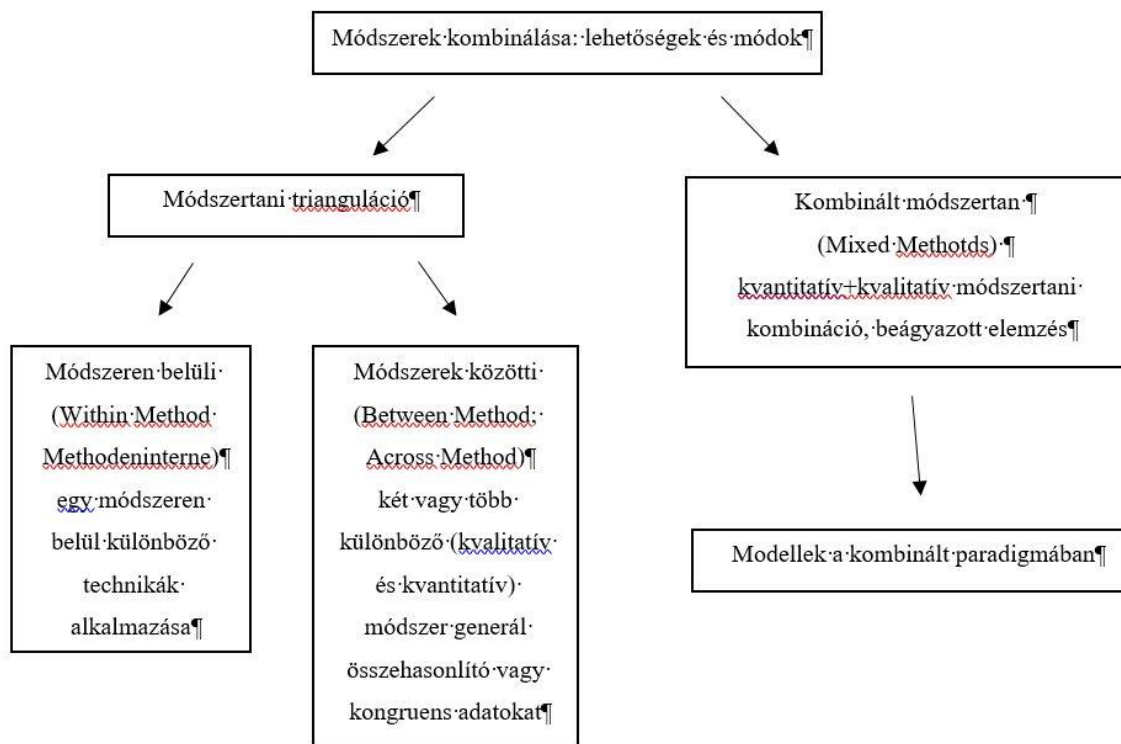 Módszerek kombinálása: lehetőségek és módok¶
Módszertani trianguláció¶
Kombinált módszertan ¶
(Mixed Methotds) ¶
kvantitatív+kvalitatív módszertani
kombináció, beágyazott elemzés¶
Módszeren belüli
(Within Method
Methodeninterne)¶
egy módszeren
belül különböző
technikák
alkalmazása¶
Módszerek közötti
(Between Method;
Across Method)¶
két vagy több
különböző (kvalitatív
és kvantitatív)
módszer generál
összehasonlító vagy
kongruens adatokat¶
Modellek a kombinált paradigmában¶